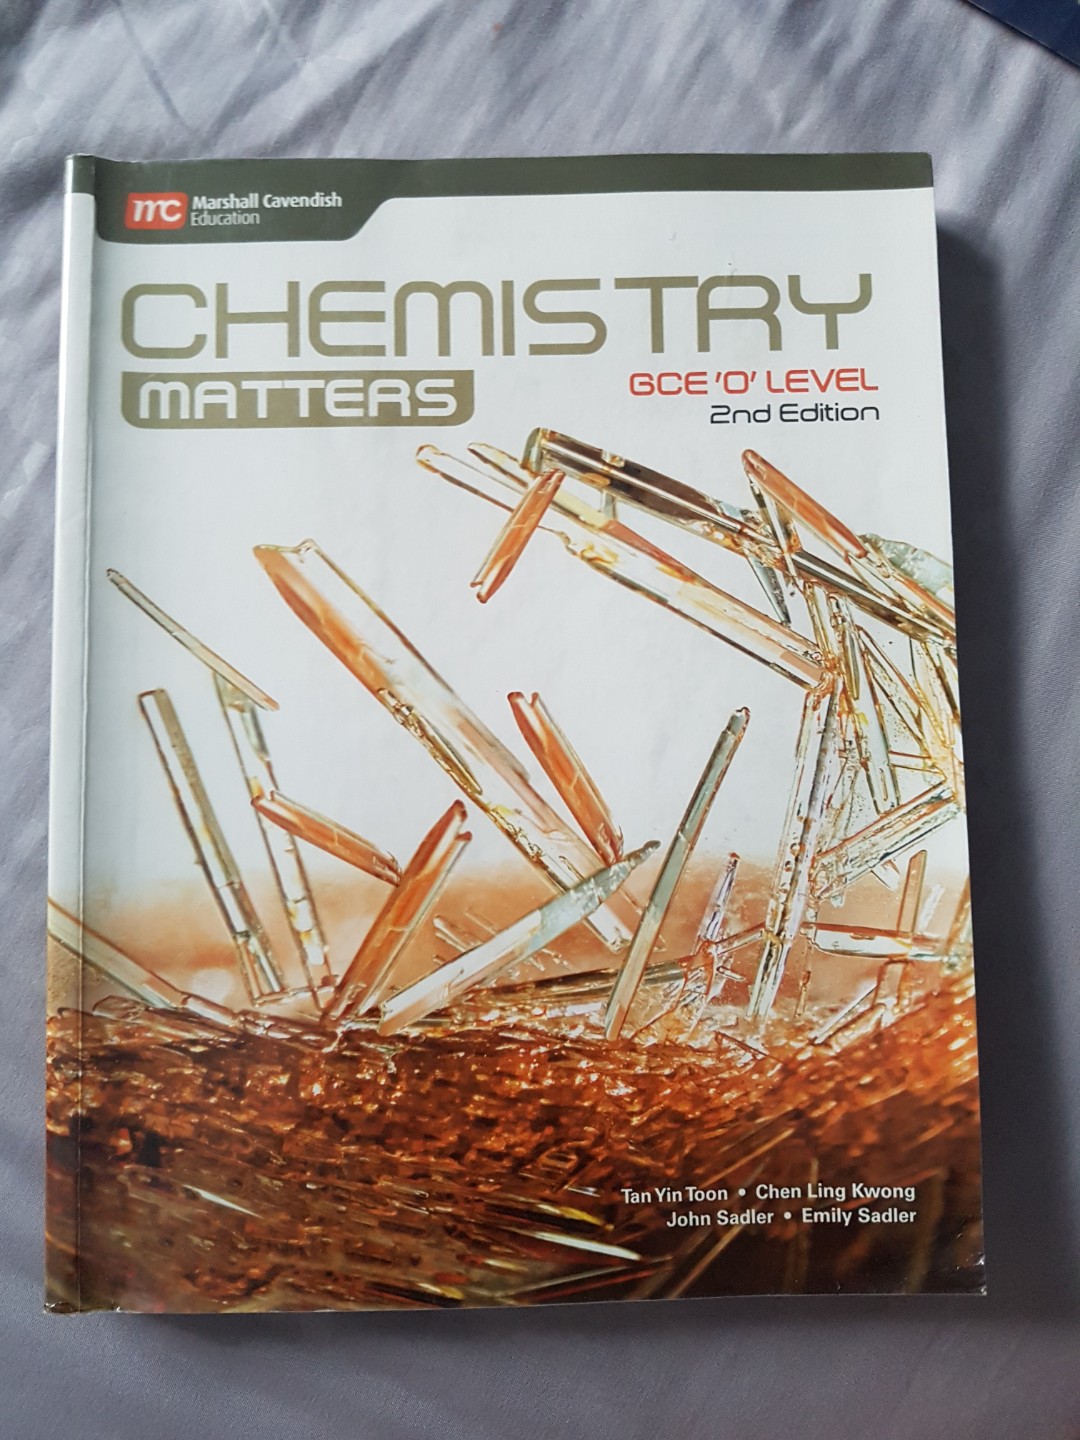 mc Marshall Cavendish
Education
CHEMISTRY
MATTERS
GCE 'O' LEVEL
2nd Edition
Tan Yin Toon • Chen Ling Kwong
John Sadler • Emily Sadler